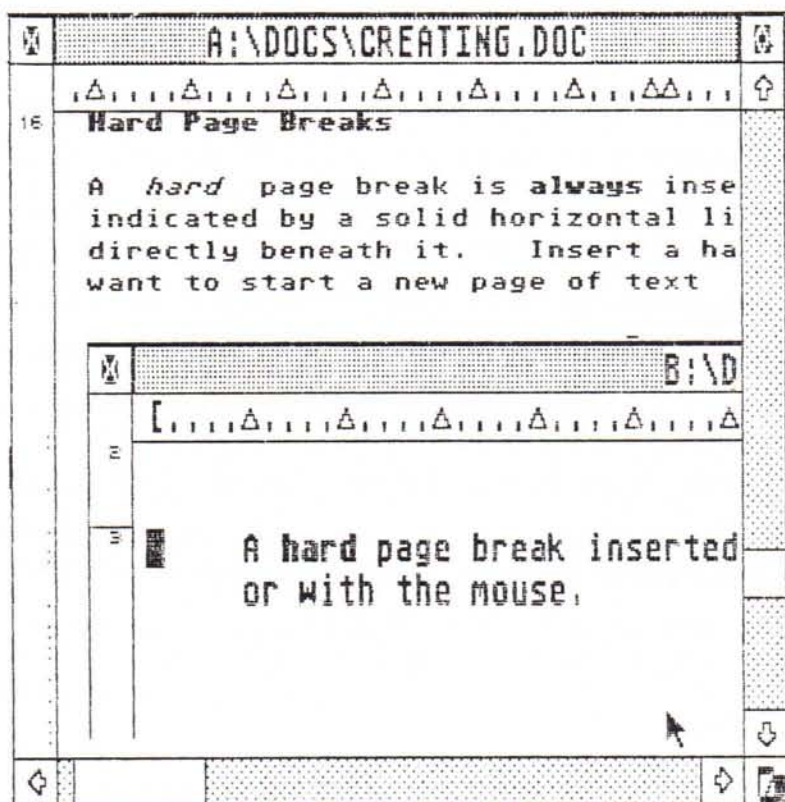 A:\DOCS\CREATING.DOC
16 Hard Page Breaks
A hard page break is always inse
indicated by a solid horizontal li
directly beneath it. Insert a ha
want to start a new page of text
B:\D
2
3 A hard page break inserted
or with the mouse.